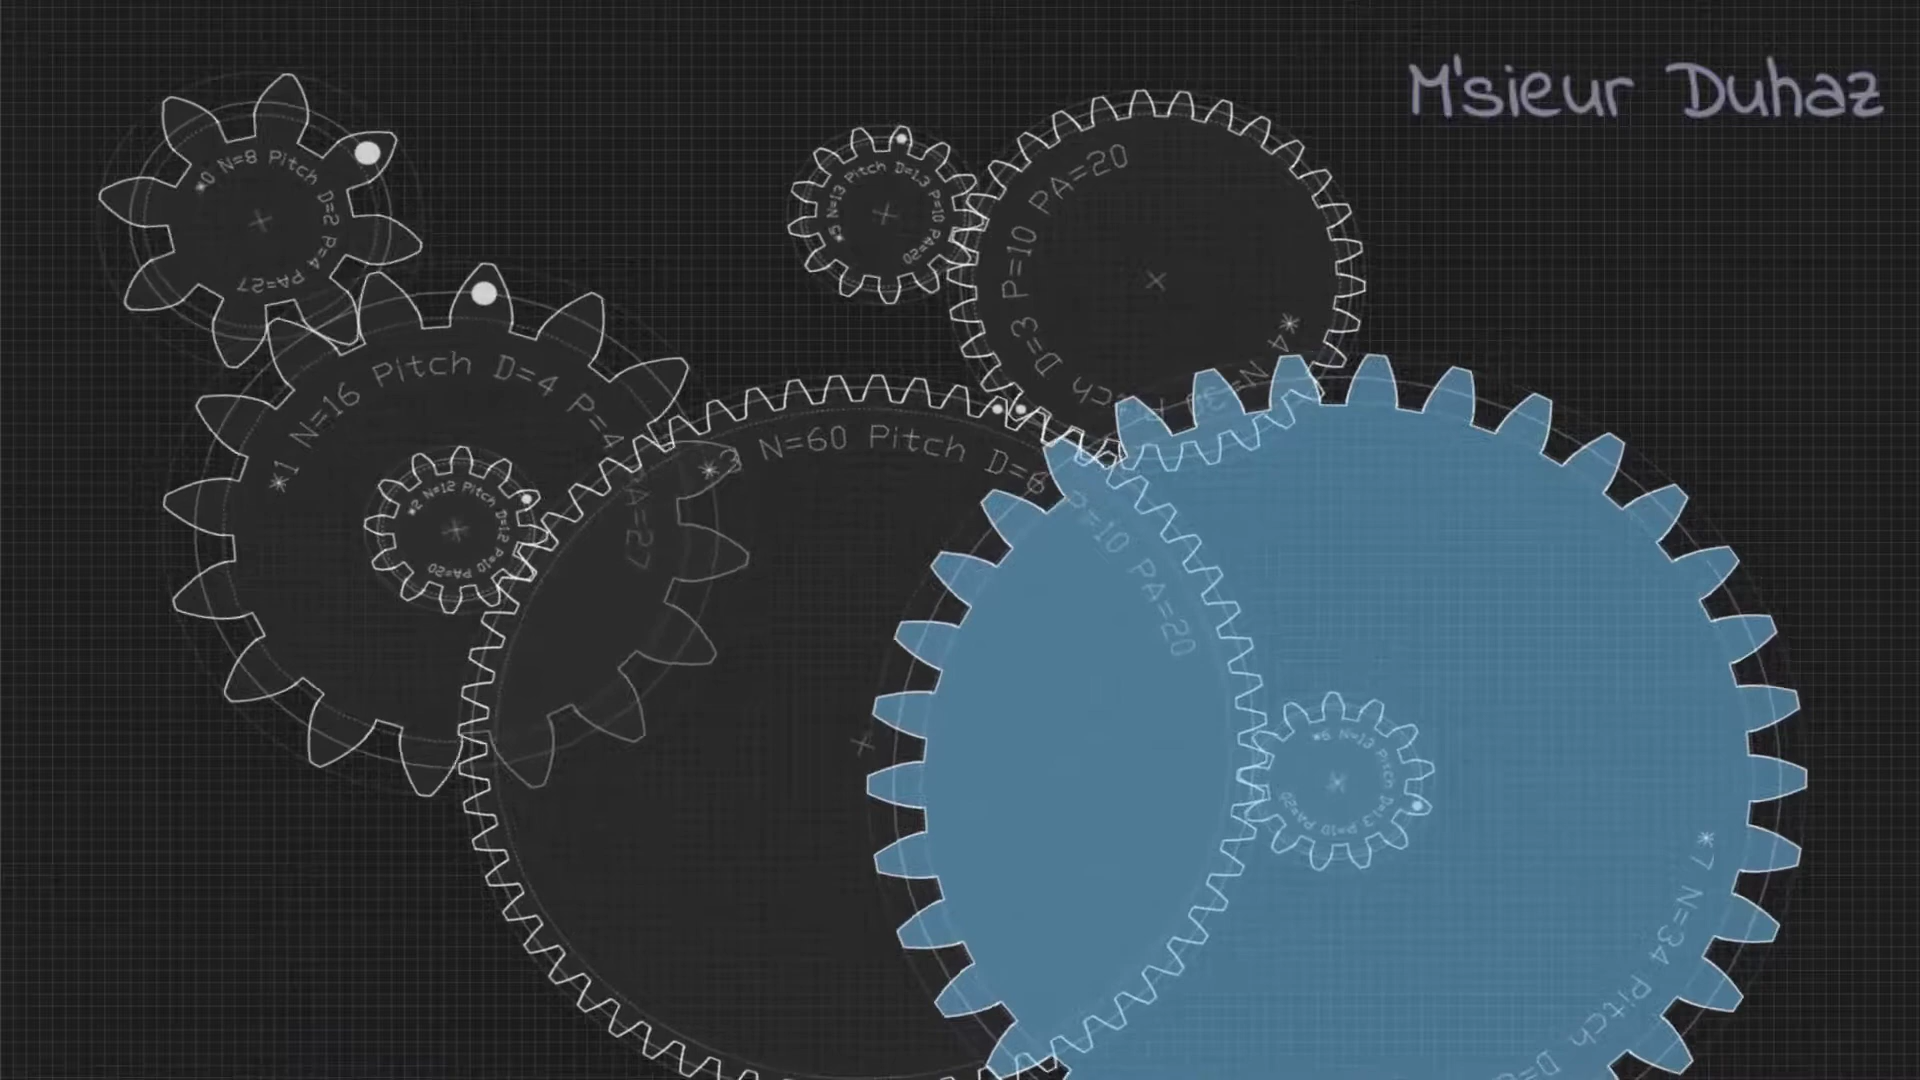 M'sieur Duhaz
*0 N=8 Pitch D=2 P=4 PA=27
*5 N=13 Pitch D=1.3 P=10 PA=20
D=3 P=10 PA=20
*1 N=16 Pitch D=4 P=4 PA=27
*2 N=12 Pitch D=1.2 P=10 PA=20
*3 N=60 Pitch D=6 P=10 PA=20
*6 N=13 Pitch D=1.3 P=10 PA=20
*7 N=34 Pitch